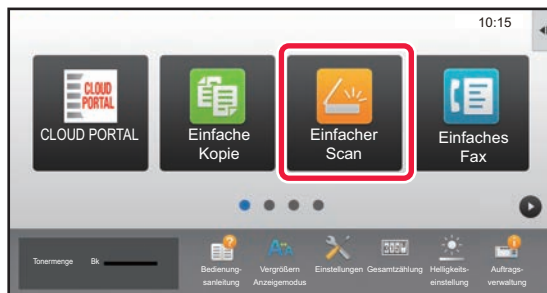 10:15
CLOUD
PORTAL
CLOUD PORTAL
Einfache
Kopie
Einfacher
Scan
Einfaches
Fax
Tonermenge Bk
Bedienung-
sanleitung
Vergrößern
Anzeigemodus
Einstellungen
Gesamtzählung
Helligkeits-
einstellung
Auftrags-
verwaltung